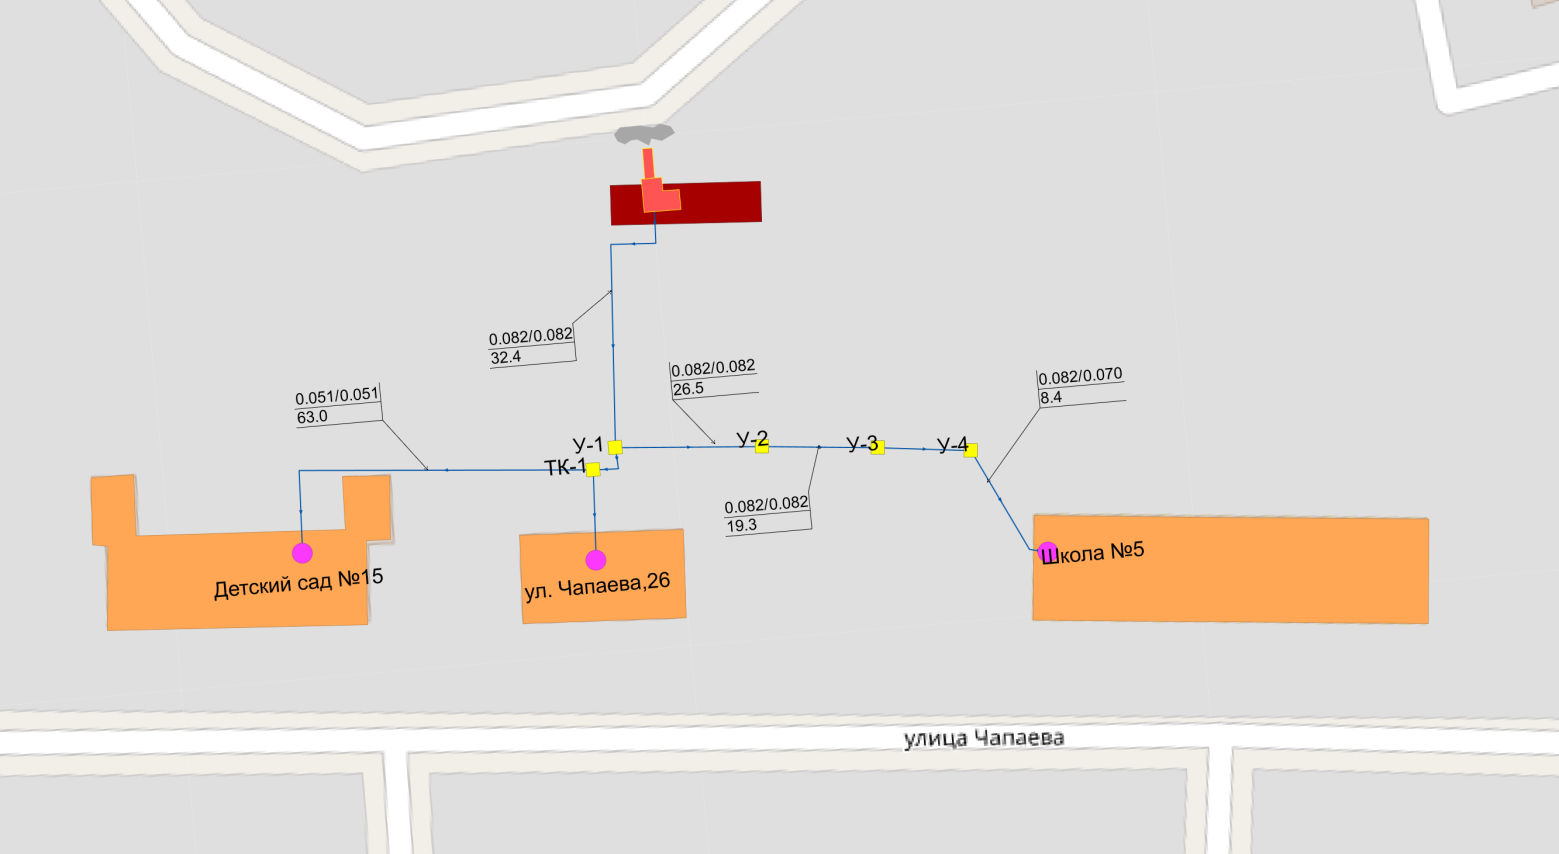 0.082/0.082
32.4
0.082/0.082
26.5
0.082/0.070
8.4
0.051/0.051
63.0
У-1
У-2
У-3
У-4
ТК-1
0.082/0.082
19.3
Детский сад №15
ул. Чапаева,26
Школа №5
улица Чапаева